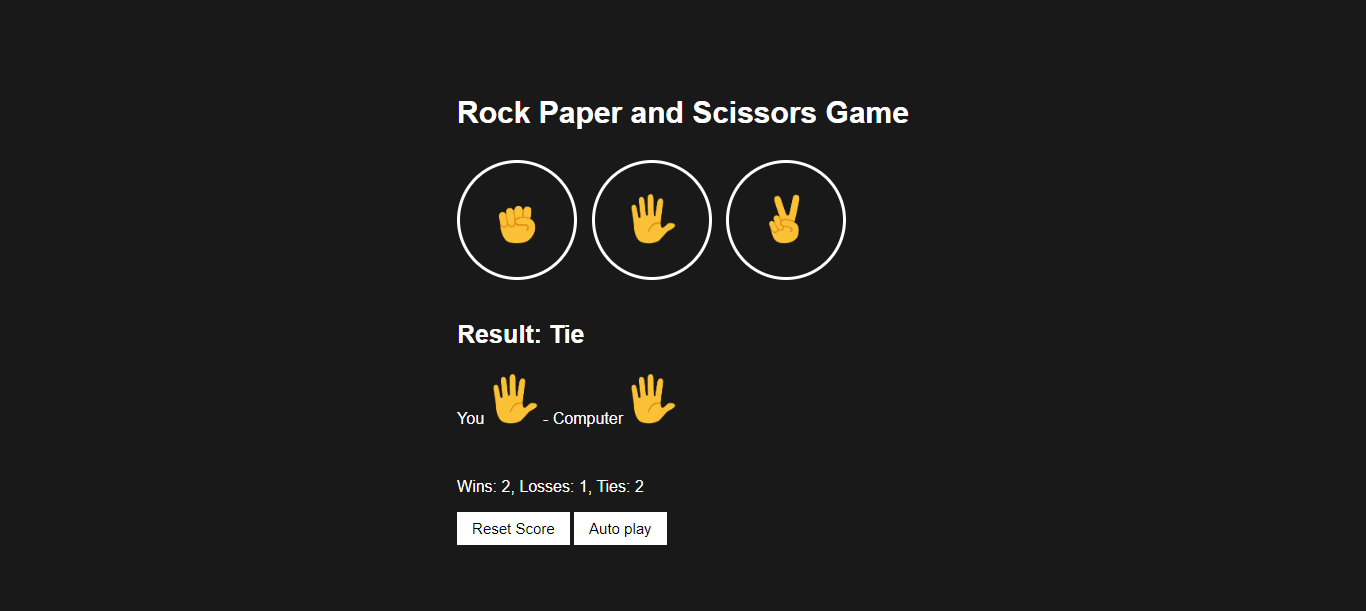 Rock Paper and Scissors Game
Result: Tie
You - Computer
Wins: 2, Losses: 1, Ties: 2
Reset Score Auto play